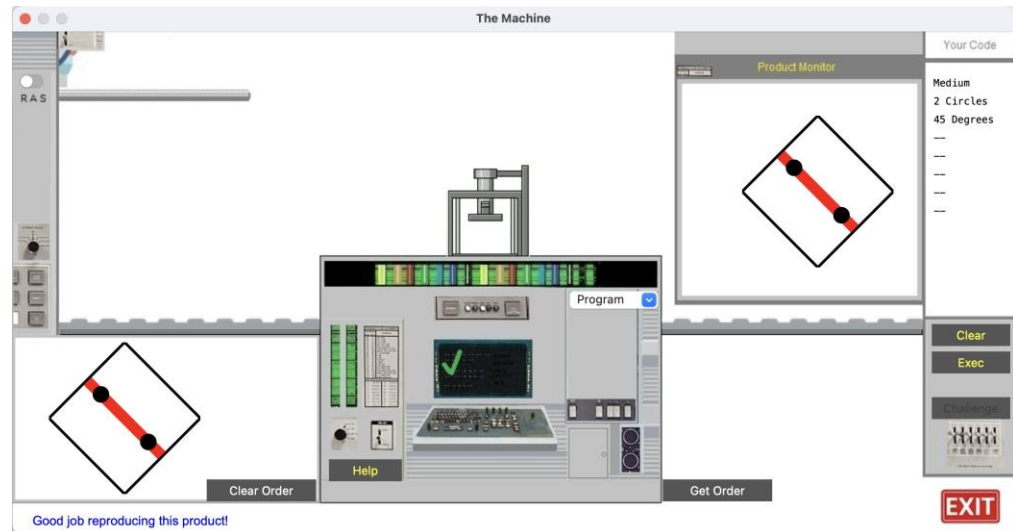 The Machine
Your Code
RAS
Product Monitor
Medium
2 Circles
45 Degrees
--
--
--
--
--
Program
Clear
Exec
Challenge
Help
Clear Order
Get Order
EXIT
Good job reproducing this product!